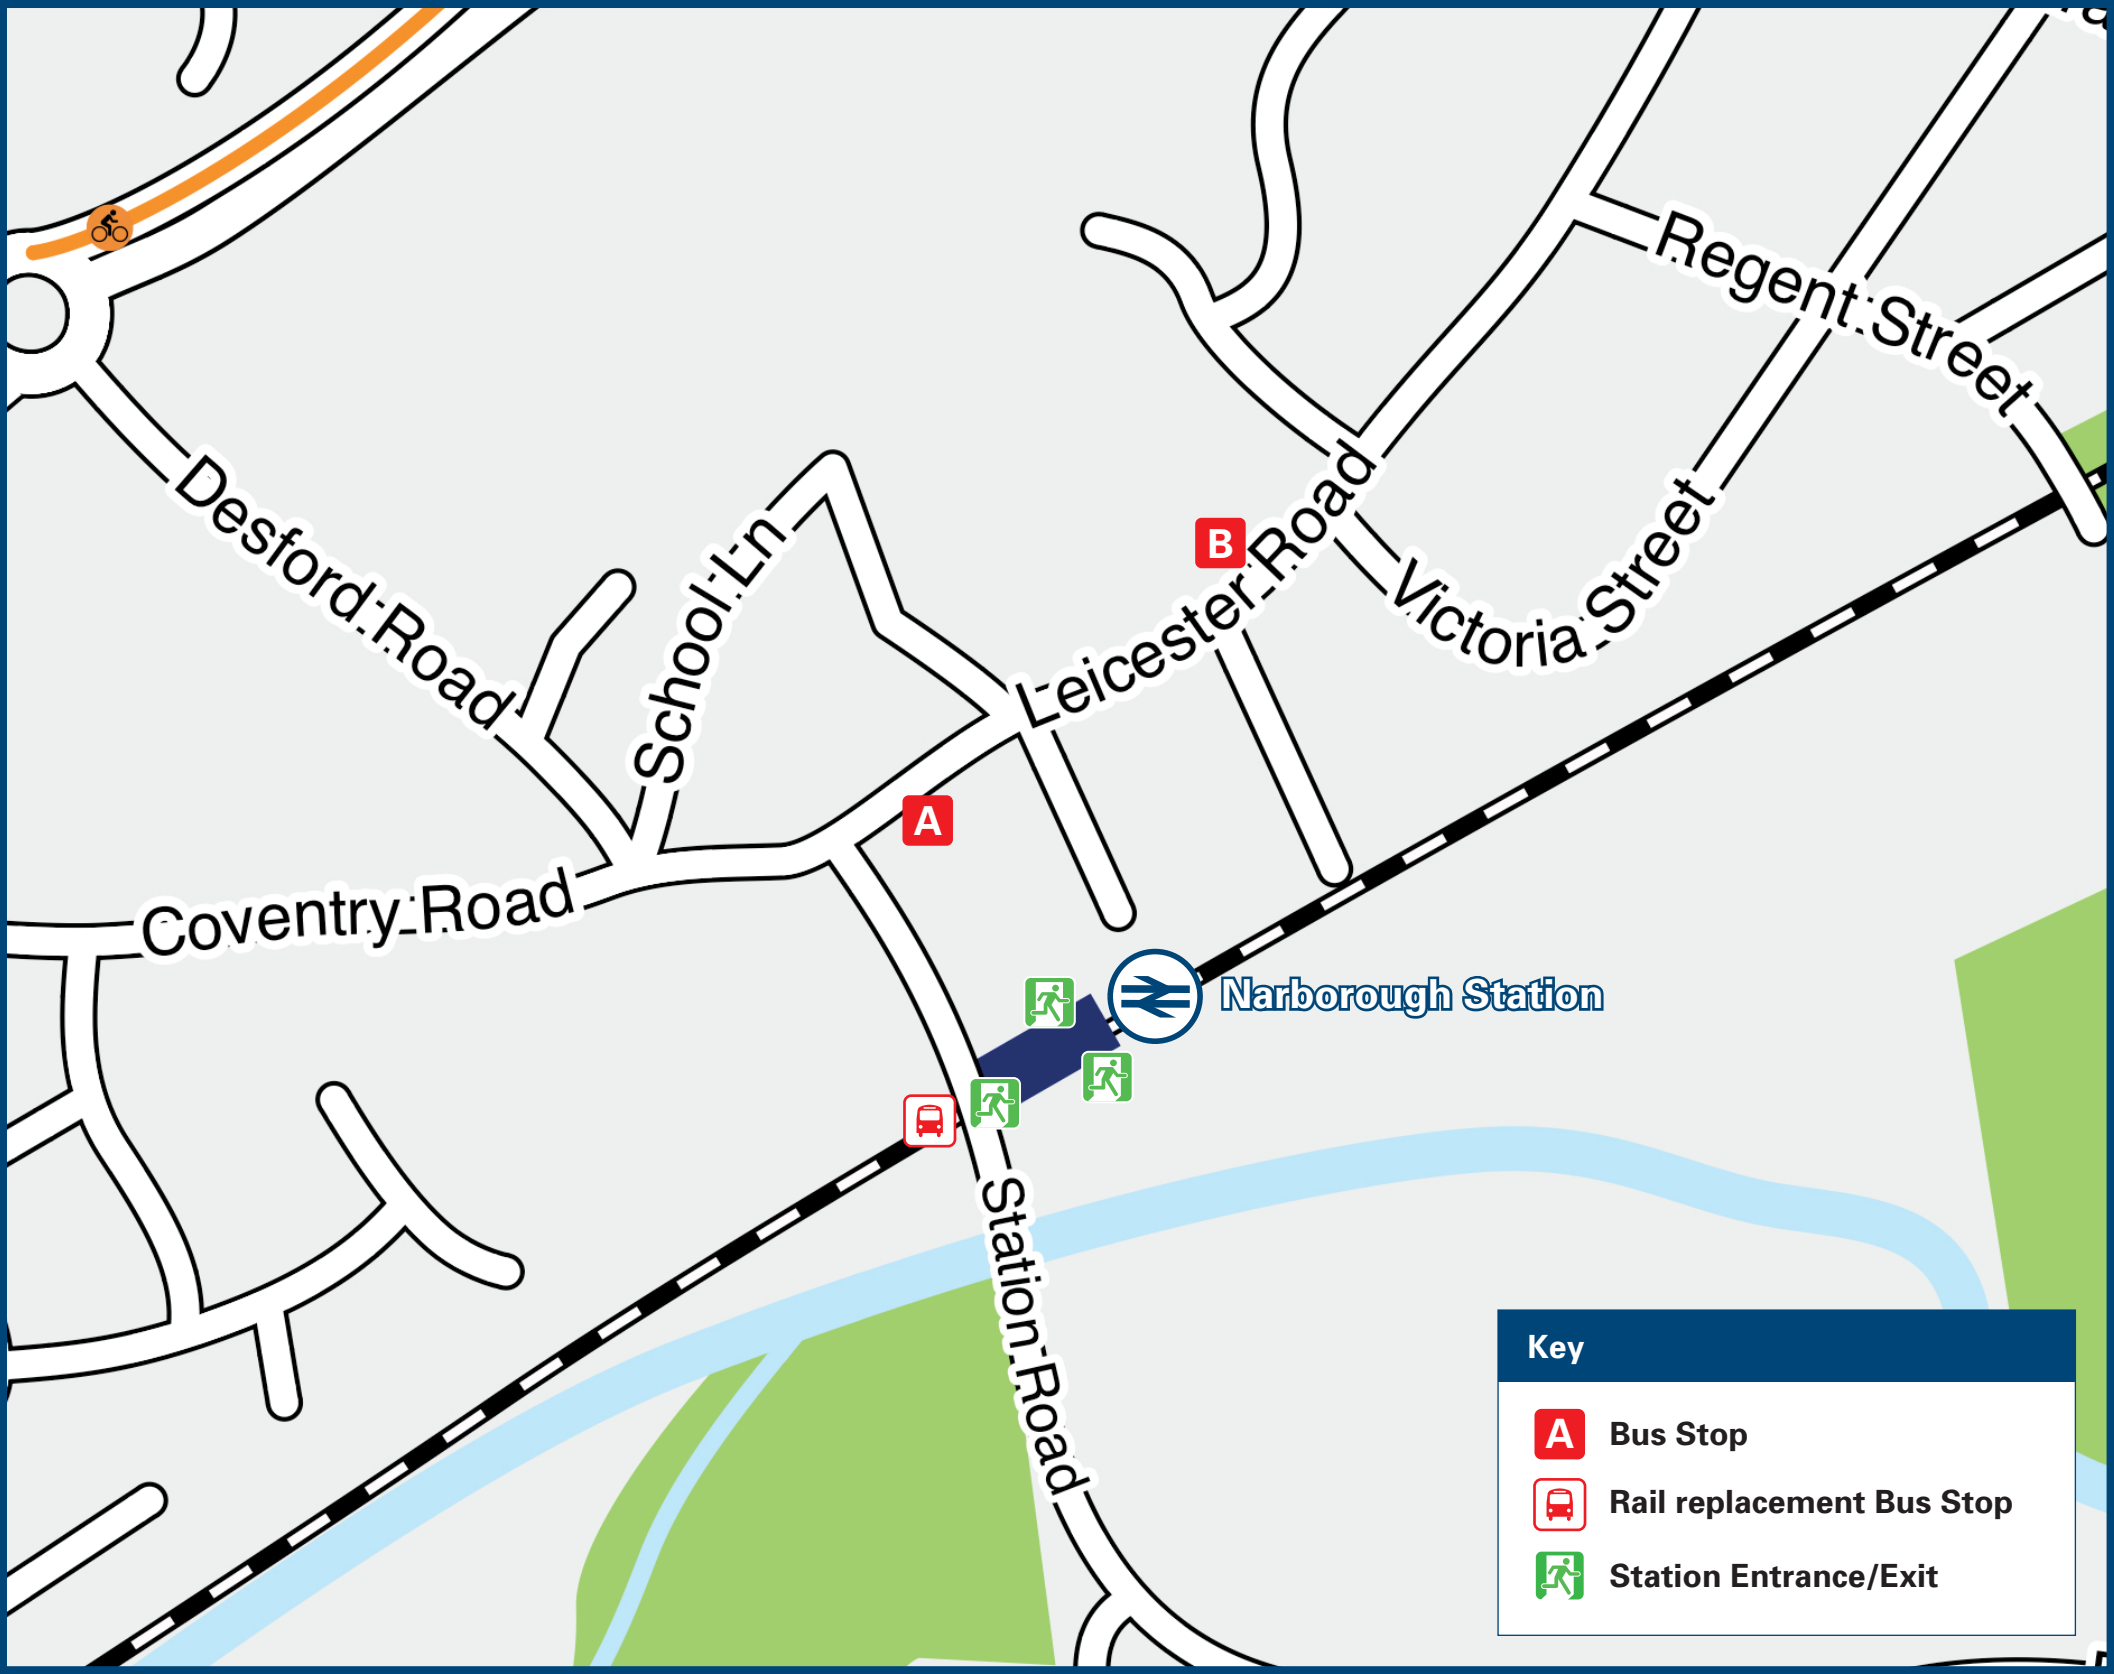 Regent Street
Desford Road
School Ln
B
Leicester Road
Victoria Street
A
Coventry Road
Narborough Station
Station Road
Key
A Bus Stop
Rail replacement Bus Stop
Station Entrance/Exit